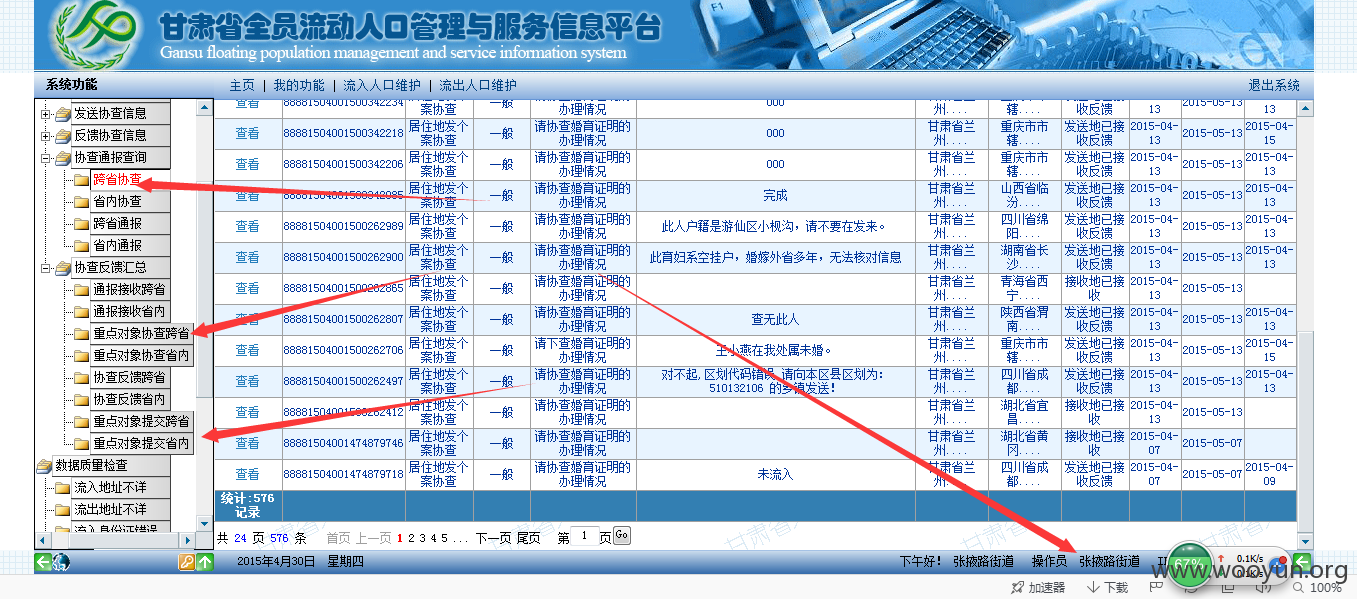 甘肃省全员流动人口管理与服务信息平台
Gansu floating population management and service information system
系统功能
主页 | 我的功能 | 流入人口维护 | 流出人口维护
退出系统
发送协查信息
反馈协查信息
协查通报查询
跨省协查
省内协查
跨省通报
省内通报
协查反馈汇总
通报接收跨省
通报接收省内
重点对象协查跨省
重点对象协查省内
协查反馈跨省
协查反馈省内
重点对象提交跨省
重点对象提交省内
数据质量检查
流入地址不详
流出地址不详
流入身份证错误
查看 88881504001500342234 居住地发个案协查 一般 请协查婚育证明的办理情况 000 甘肃省兰州.... 重庆市市辖.... 发送地已接收反馈 13 2015-05-13 13
查看 88881504001500342218 居住地发个案协查 一般 请协查婚育证明的办理情况 000 甘肃省兰州.... 重庆市市辖.... 发送地已接收反馈 2015-04-13 2015-05-13 2015-04-15
查看 88881504001500342206 居住地发个案协查 一般 请协查婚育证明的办理情况 000 甘肃省兰州.... 重庆市市辖.... 发送地已接收反馈 2015-04-13 2015-05-13 2015-04-13
查看 居住地发个案协查 一般 请协查婚育证明的办理情况 完成 甘肃省兰州.... 山西省临汾.... 发送地已接收反馈 2015-04-13 2015-05-13 2015-04-13
查看 88881504001500262989 居住地发个案协查 一般 请协查婚育证明的办理情况 此人户籍是游仙区小枧沟，请不要在发来。 甘肃省兰州.... 四川省绵阳.... 发送地已接收反馈 2015-04-13 2015-05-13 2015-04-13
查看 88881504001500262900 居住地发个案协查 一般 请协查婚育证明的办理情况 此育妇系空挂户，婚嫁外省多年，无法核对信息 甘肃省兰州.... 湖南省长沙.... 发送地已接收反馈 2015-04-13 2015-05-13 2015-04-13
查看 88881504001500262865 居住地发个案协查 一般 请协查婚育证明的办理情况 甘肃省兰州.... 青海省西宁.... 接收地已接收 2015-04-13 2015-05-13
查看 88881504001500262807 居住地发个案协查 一般 请协查婚育证明的办理情况 查无此人 甘肃省兰州.... 陕西省渭南.... 发送地已接收反馈 2015-04-13 2015-05-13 2015-04-13
查看 88881504001500262706 居住地发个案协查 一般 请下查婚育证明的办理情况 王小燕在我处属未婚。 甘肃省兰州.... 重庆市市辖.... 发送地已接收反馈 2015-04-13 2015-05-13 2015-04-15
查看 88881504001500262497 居住地发个案协查 一般 请协查婚育证明的办理情况 对不起,区划代码错误,请向本区县区划为：510132106 的乡镇发送！ 甘肃省兰州.... 四川省成都.... 发送地已接收反馈 2015-04-13 2015-05-13 2015-04-13
查看 88881504001500262412 居住地发个案协查 一般 请协查婚育证明的办理情况 甘肃省兰州.... 湖北省宜昌.... 接收地已接收 2015-04-13 2015-05-13
查看 88881504001474879746 居住地发个案协查 一般 请协查婚育证明的办理情况 甘肃省兰州.... 湖北省黄冈.... 接收地已接收 2015-04-07 2015-05-07
查看 88881504001474879718 居住地发个案协查 一般 请协查婚育证明的办理情况 未流入 甘肃省兰州.... 四川省成都.... 发送地已接收反馈 2015-04-07 2015-05-07 2015-04-09
统计:576
记录
共 24 页 576 条 首页 上一页 1 2 3 4 5 ... 下一页 尾页 第 1 页 Go
2015年4月30日 星期四
下午好！ 张掖路街道 操作员 张掖路街道
67%
0.1K/s
www.wooyun.org
加速器 下载 100%